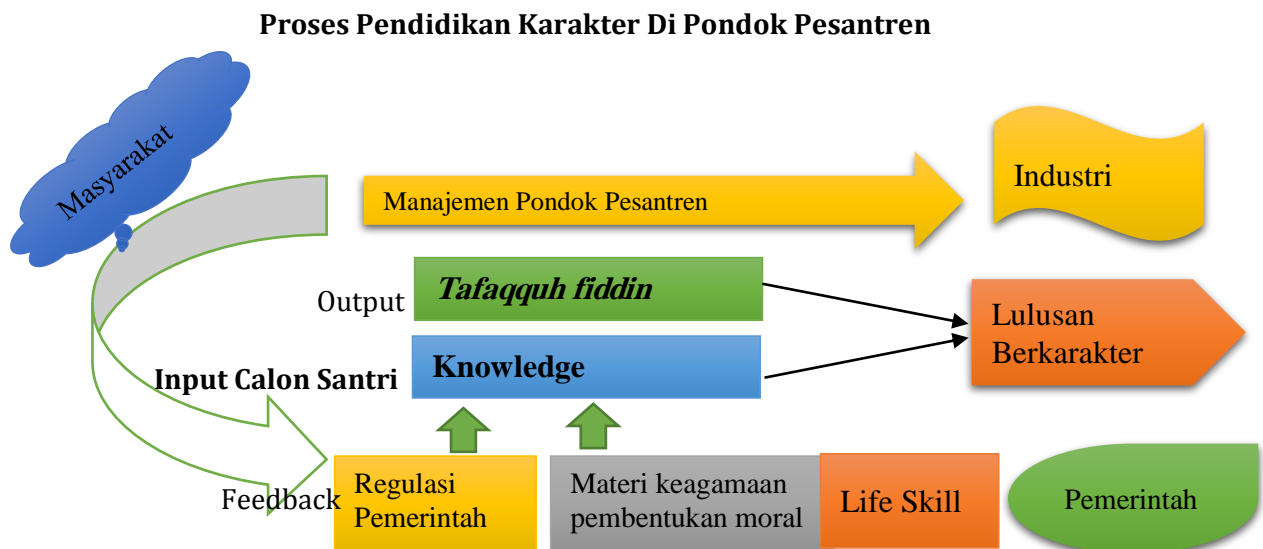 Proses Pendidikan Karakter Di Pondok Pesantren
Masyarakat
Manajemen Pondok Pesantren
Industri
Output
Tafaqquh fiddin
Lulusan
Berkarakter
Input Calon Santri
Knowledge
Feedback
Regulasi
Pemerintah
Materi keagamaan
pembentukan moral
Life Skill
Pemerintah